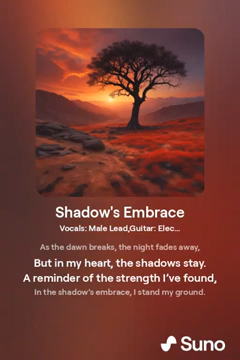 Shadow's Embrace
Vocals: Male Lead,Guitar: Elec...
As the dawn breaks, the night fades away,
But in my heart, the shadows stay.
A reminder of the strength I've found,
In the shadow's embrace, I stand my ground.
Suno